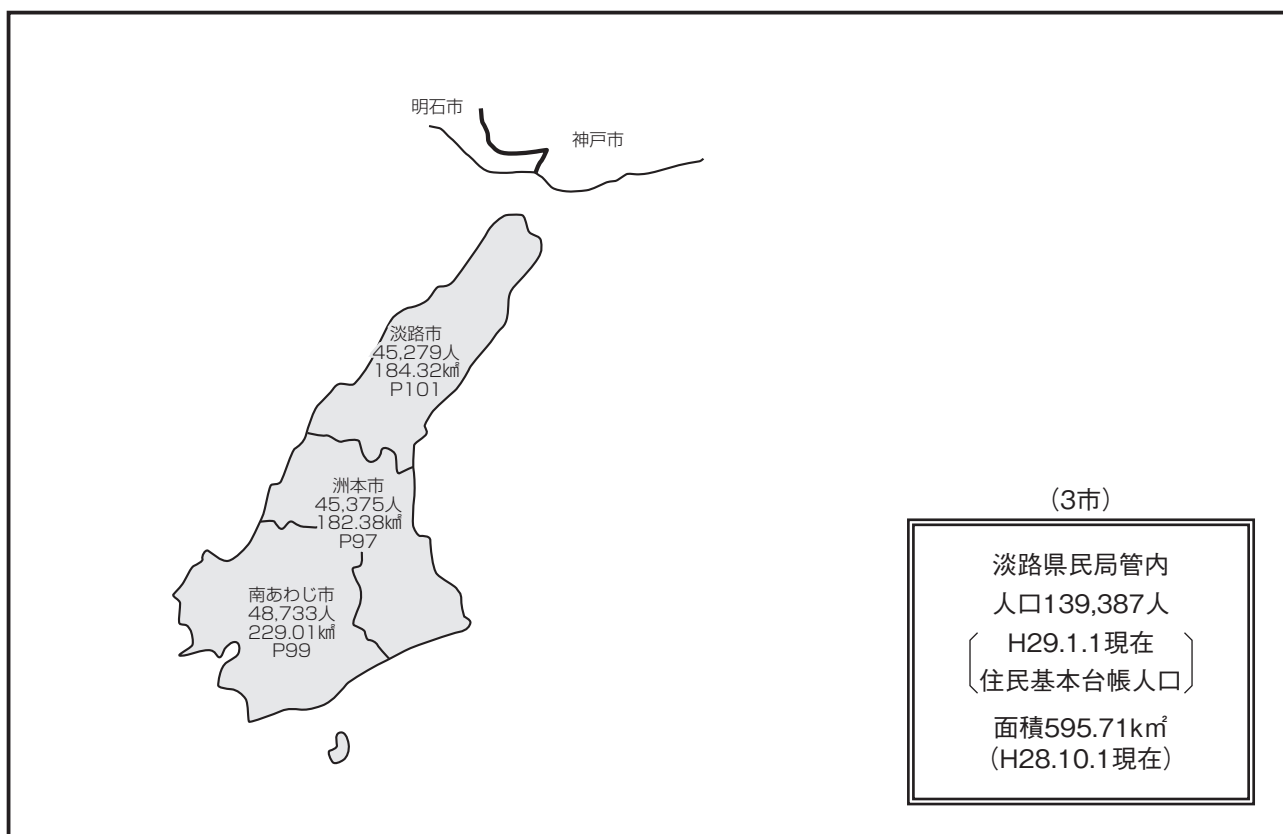 明石市
神戸市
淡路市
45,279人
184.32㎢
P101
洲本市
45,375人
182.38㎢
P97
南あわじ市
48,733人
229.01㎢
P99
(3市)
淡路県民局管内
人口139,387人
H29.1.1現在
住民基本台帳人口
面積595.71k㎡
(H28.10.1現在)